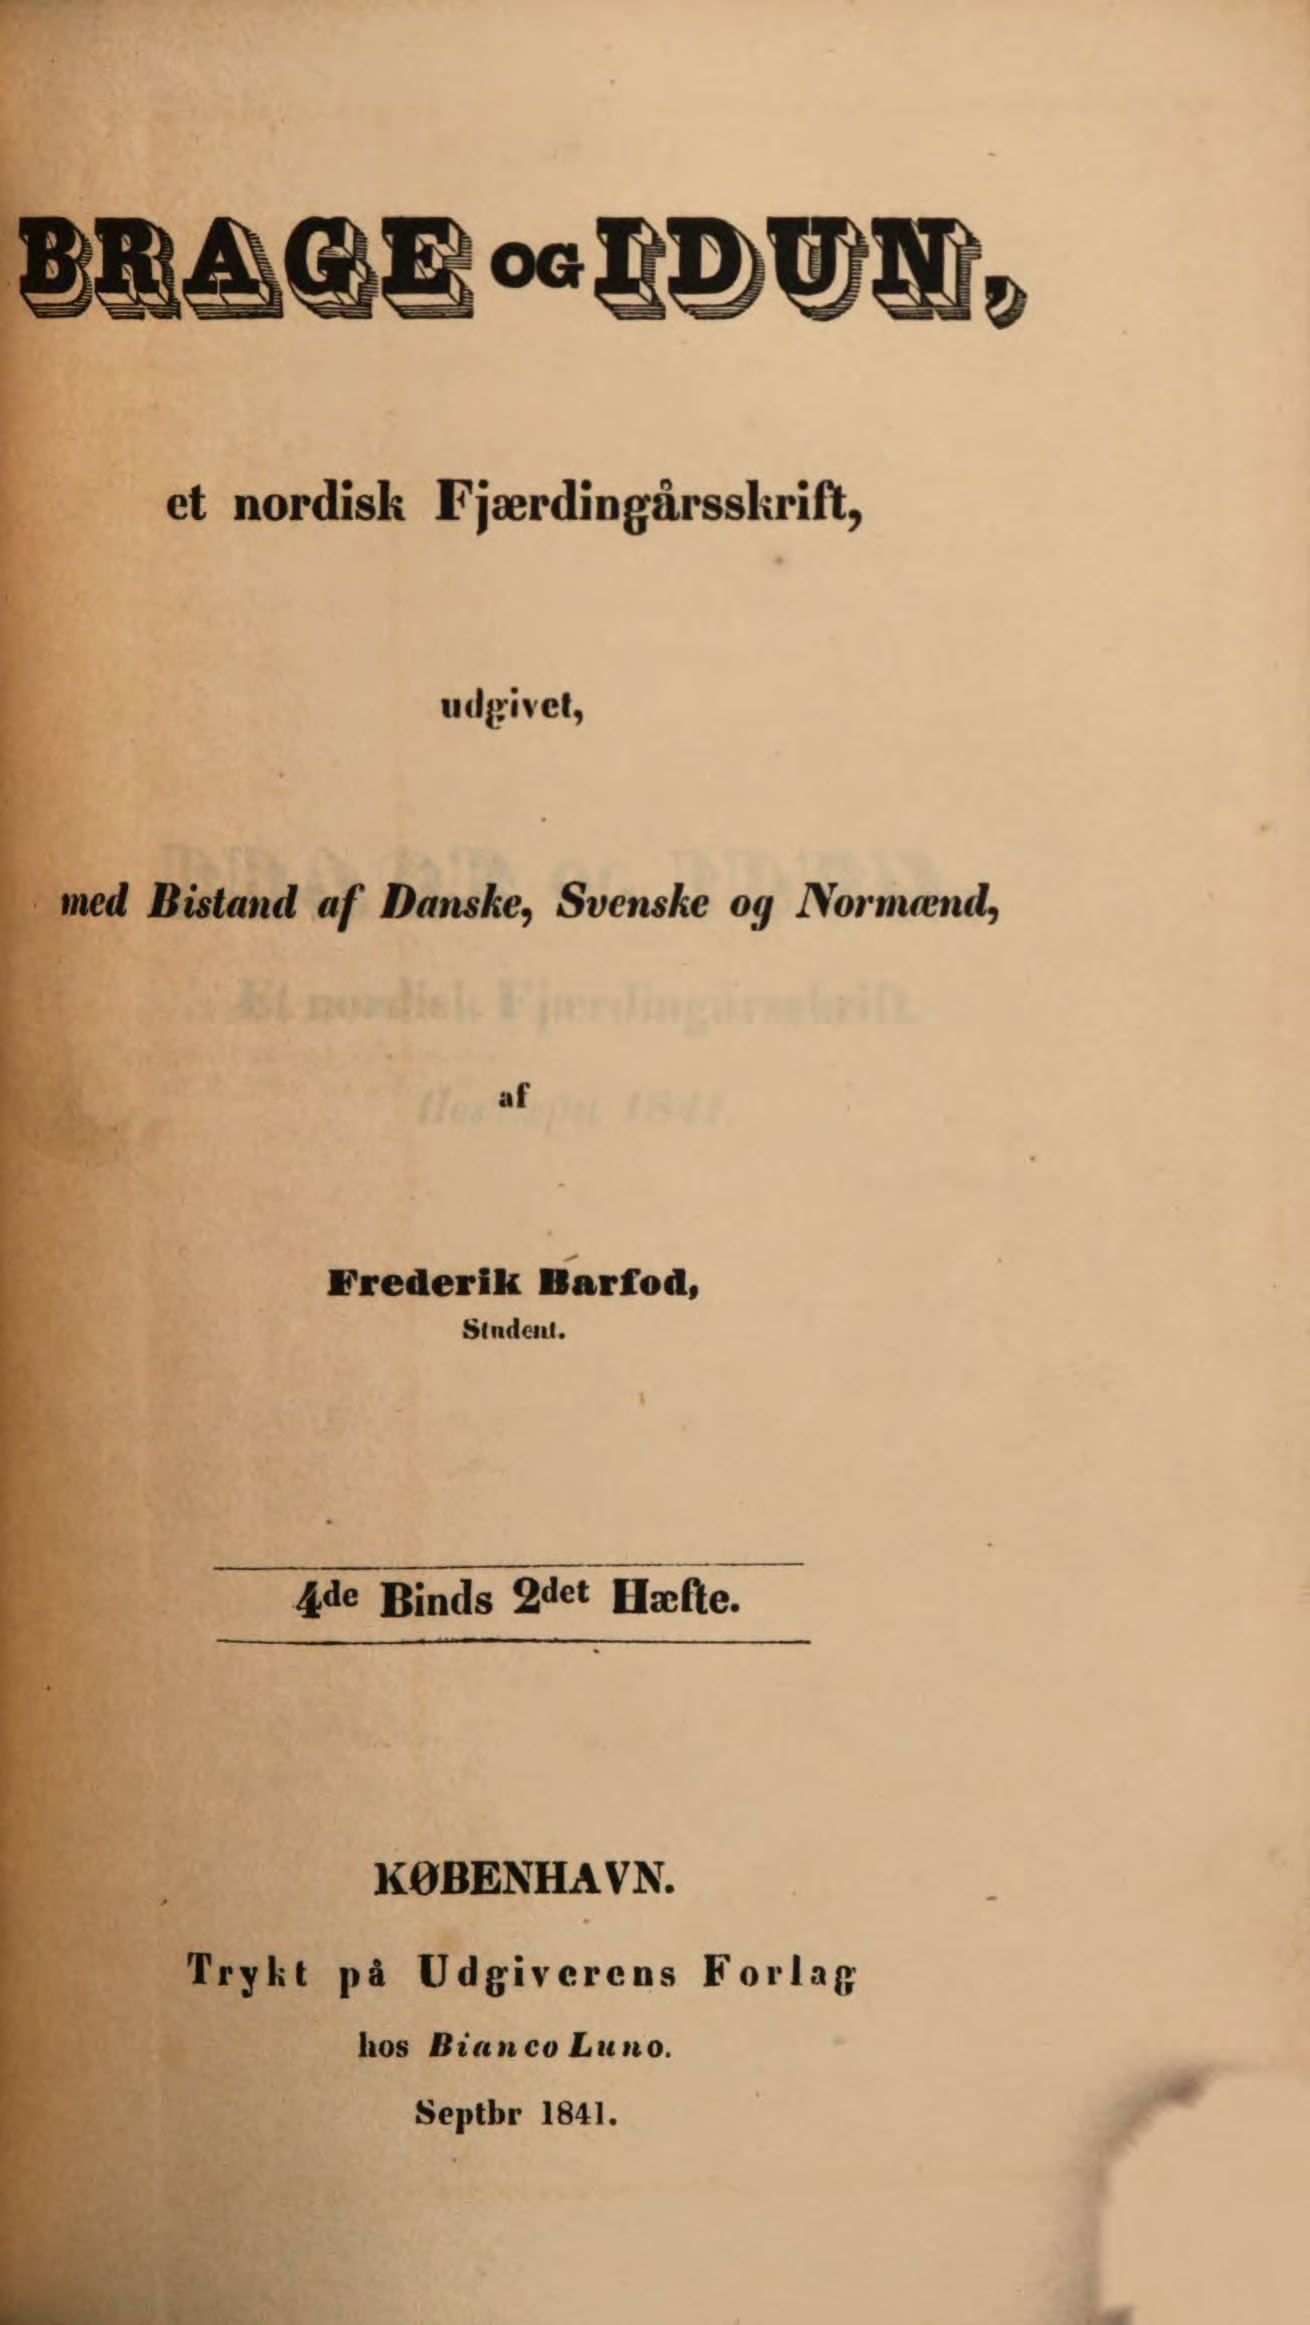 BRAGE OG IDUN,
et nordisk Fjærdingårsskrift,
udgivet,
med Bistand af Danske, Svenske og Normænd,
af
Frederik Barfod,
Student.
4de Binds 2det Hæfte.
KØBENHAVN.
Trykt på Udgiverens Forlag
hos Bianco Luno.
Septbr 1841.